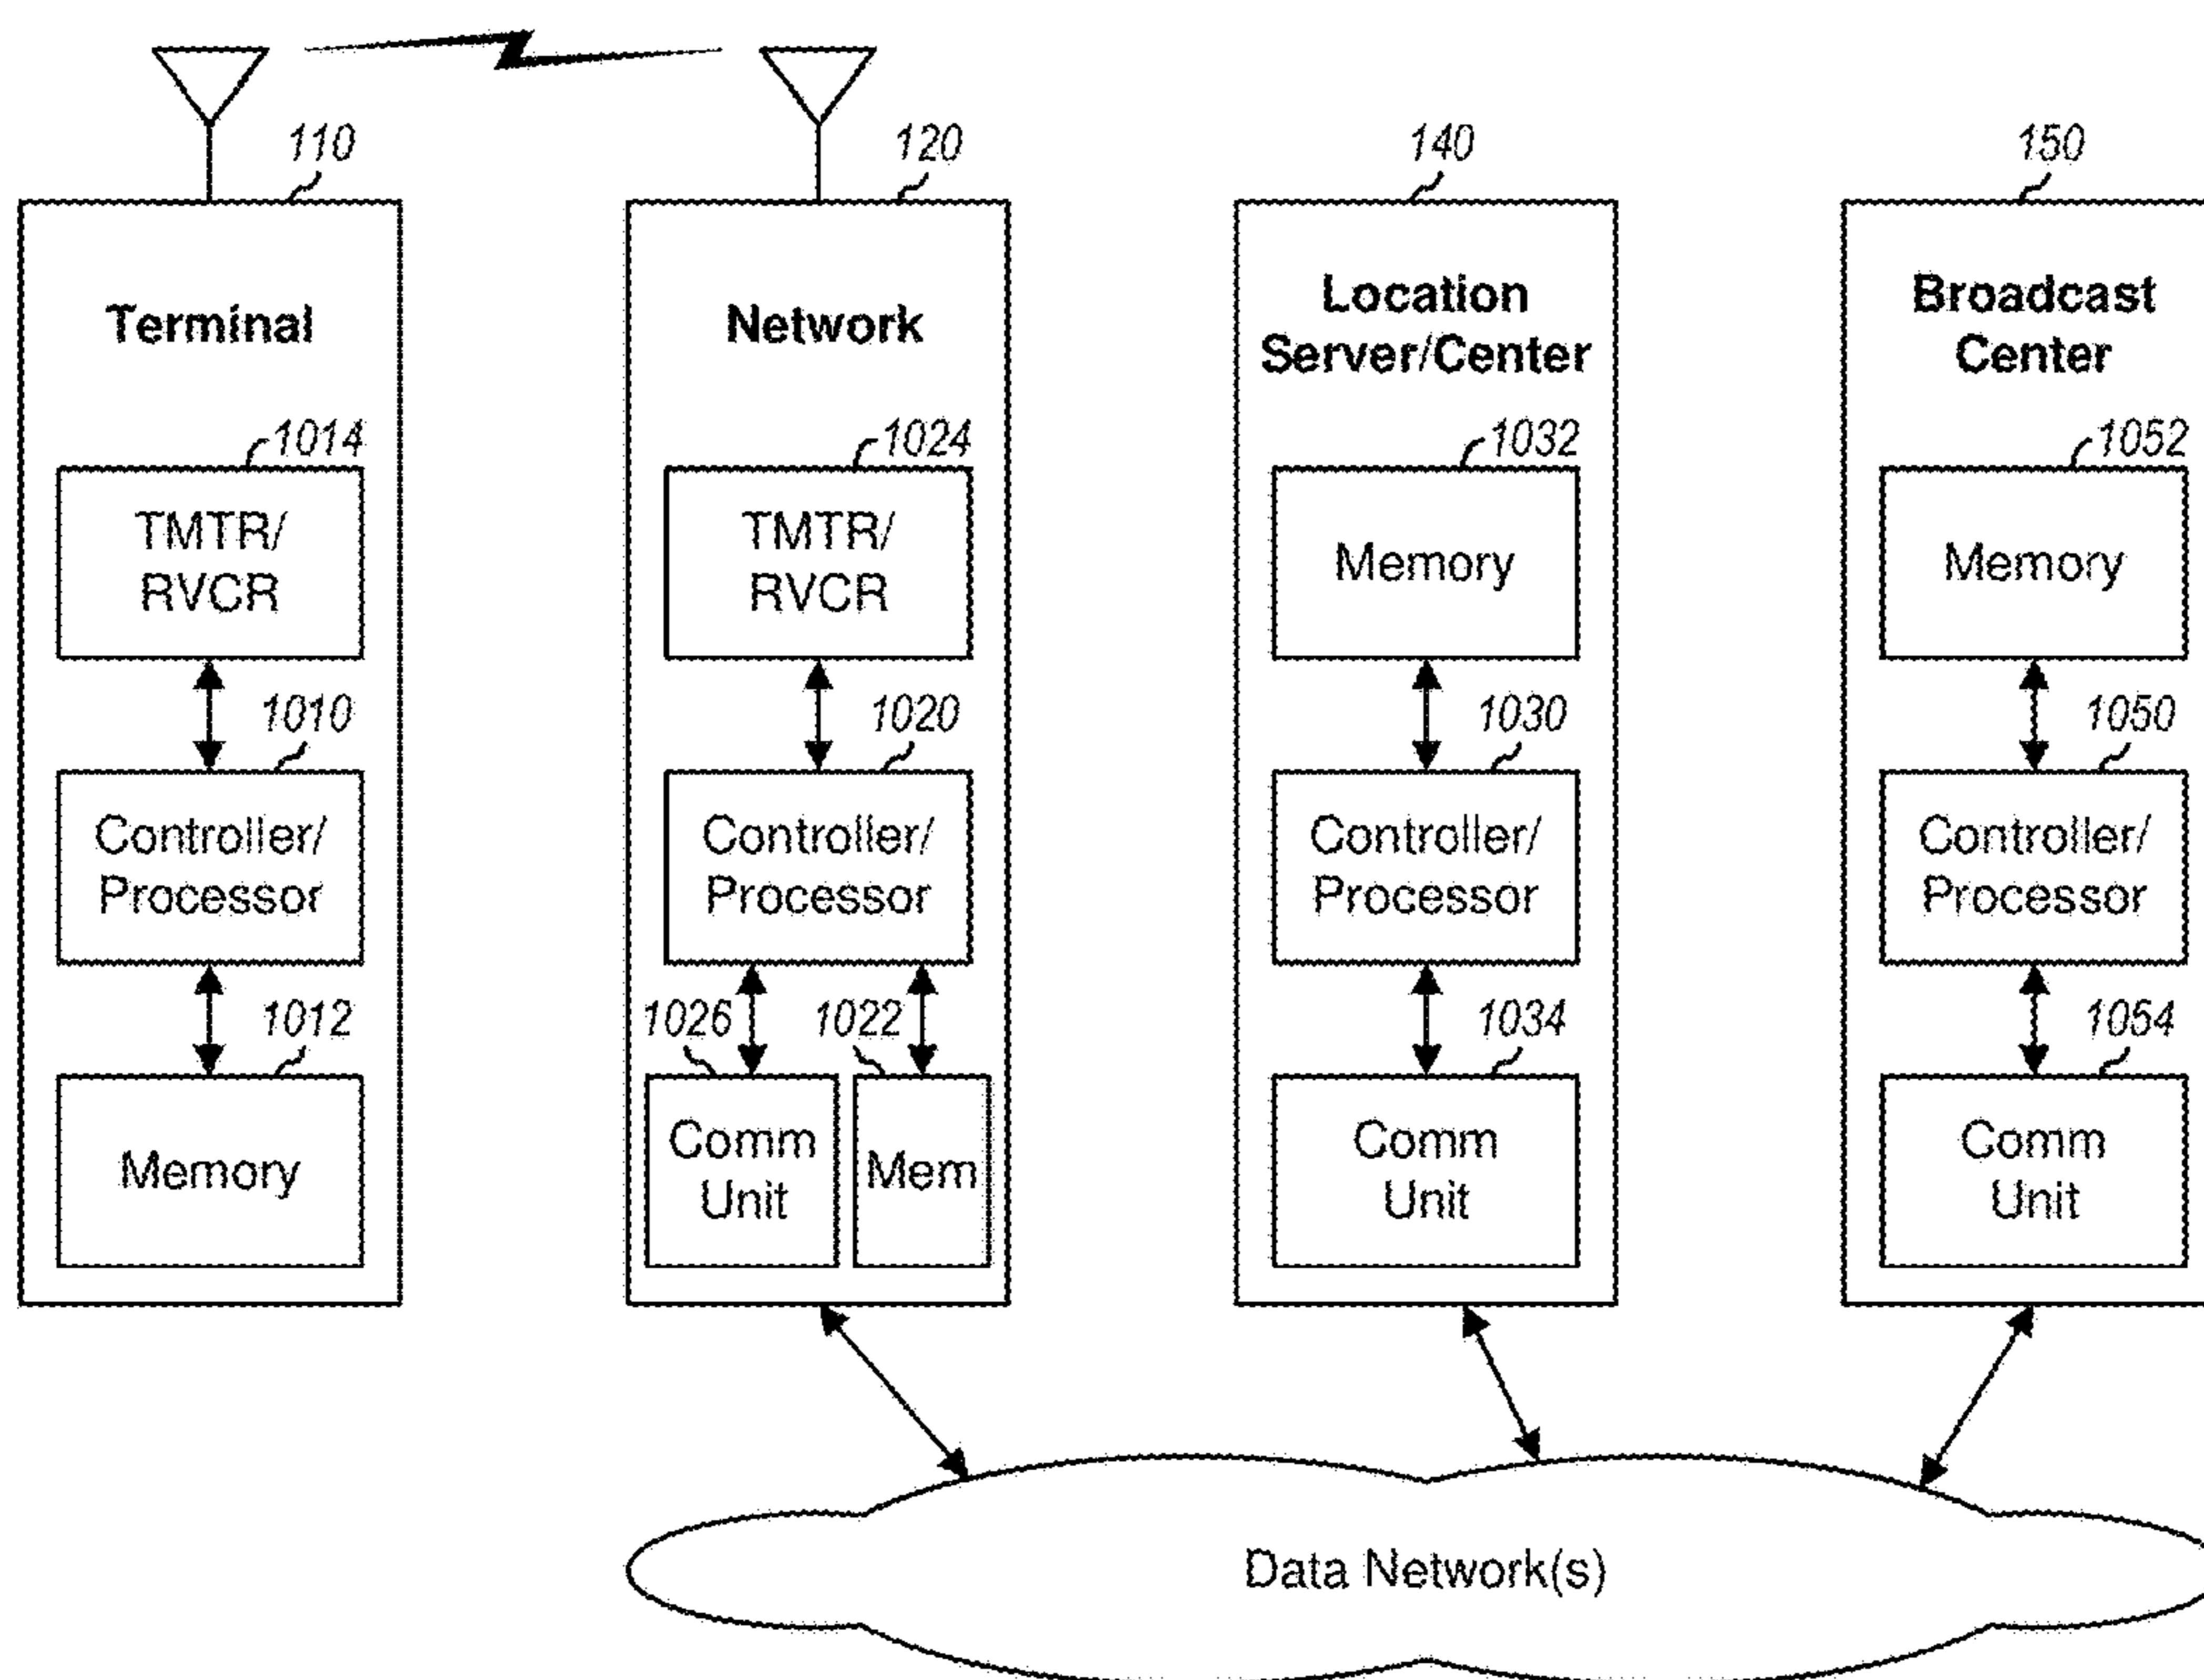 110
120
140
150
Terminal
Network
Location
Server/Center
Broadcast
Center
1014
1024
1032
1052
TMTR/
RVCR
TMTR/
RVCR
Memory
Memory
1010
1020
1030
1050
Controller/
Processor
Controller/
Processor
Controller/
Processor
Controller/
Processor
1012
1026
1022
1034
1054
Memory
Comm
Unit
Mem
Comm
Unit
Comm
Unit
Data Network(s)